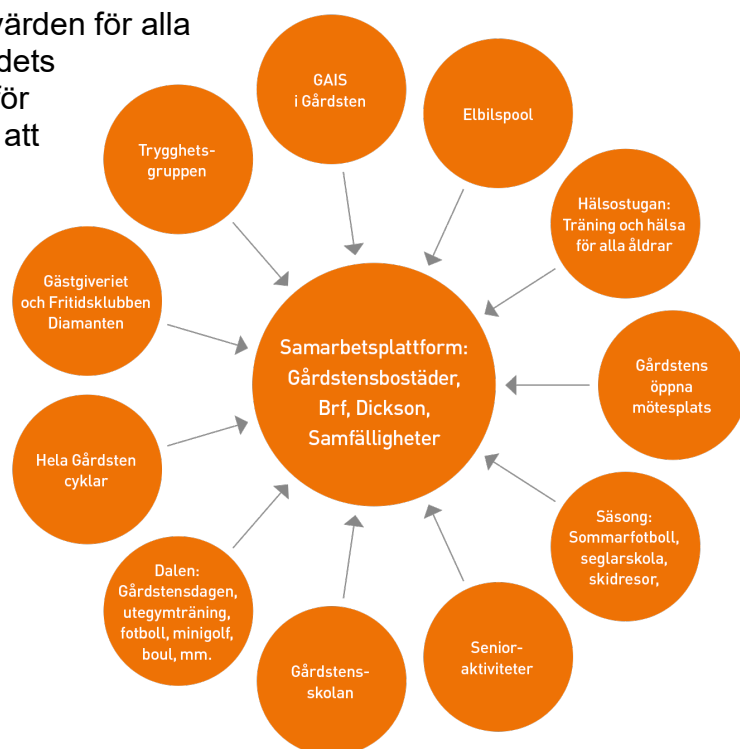 värden för alla
dets
för
att
GAIS
i Gårdsten
Elbilspool
Hälsostugan:
Träning och hälsa
för alla åldrar
Gårdstens
öppna
mötesplats
Säsong:
Sommarfotboll,
seglarskola,
skidresor,
Senior-
aktiviteter
Gårdstens-
skolan
Dalen:
Gårdstensdagen,
utegymträning,
fotboll, minigolf,
boul, mm.
Hela Gårdsten
cyklar
Gästgiveriet
och Fritidsklubben
Diamanten
Trygghets-
gruppen
Samarbetsplattform:
Gårdstensbostäder,
Brf, Dickson,
Samfälligheter